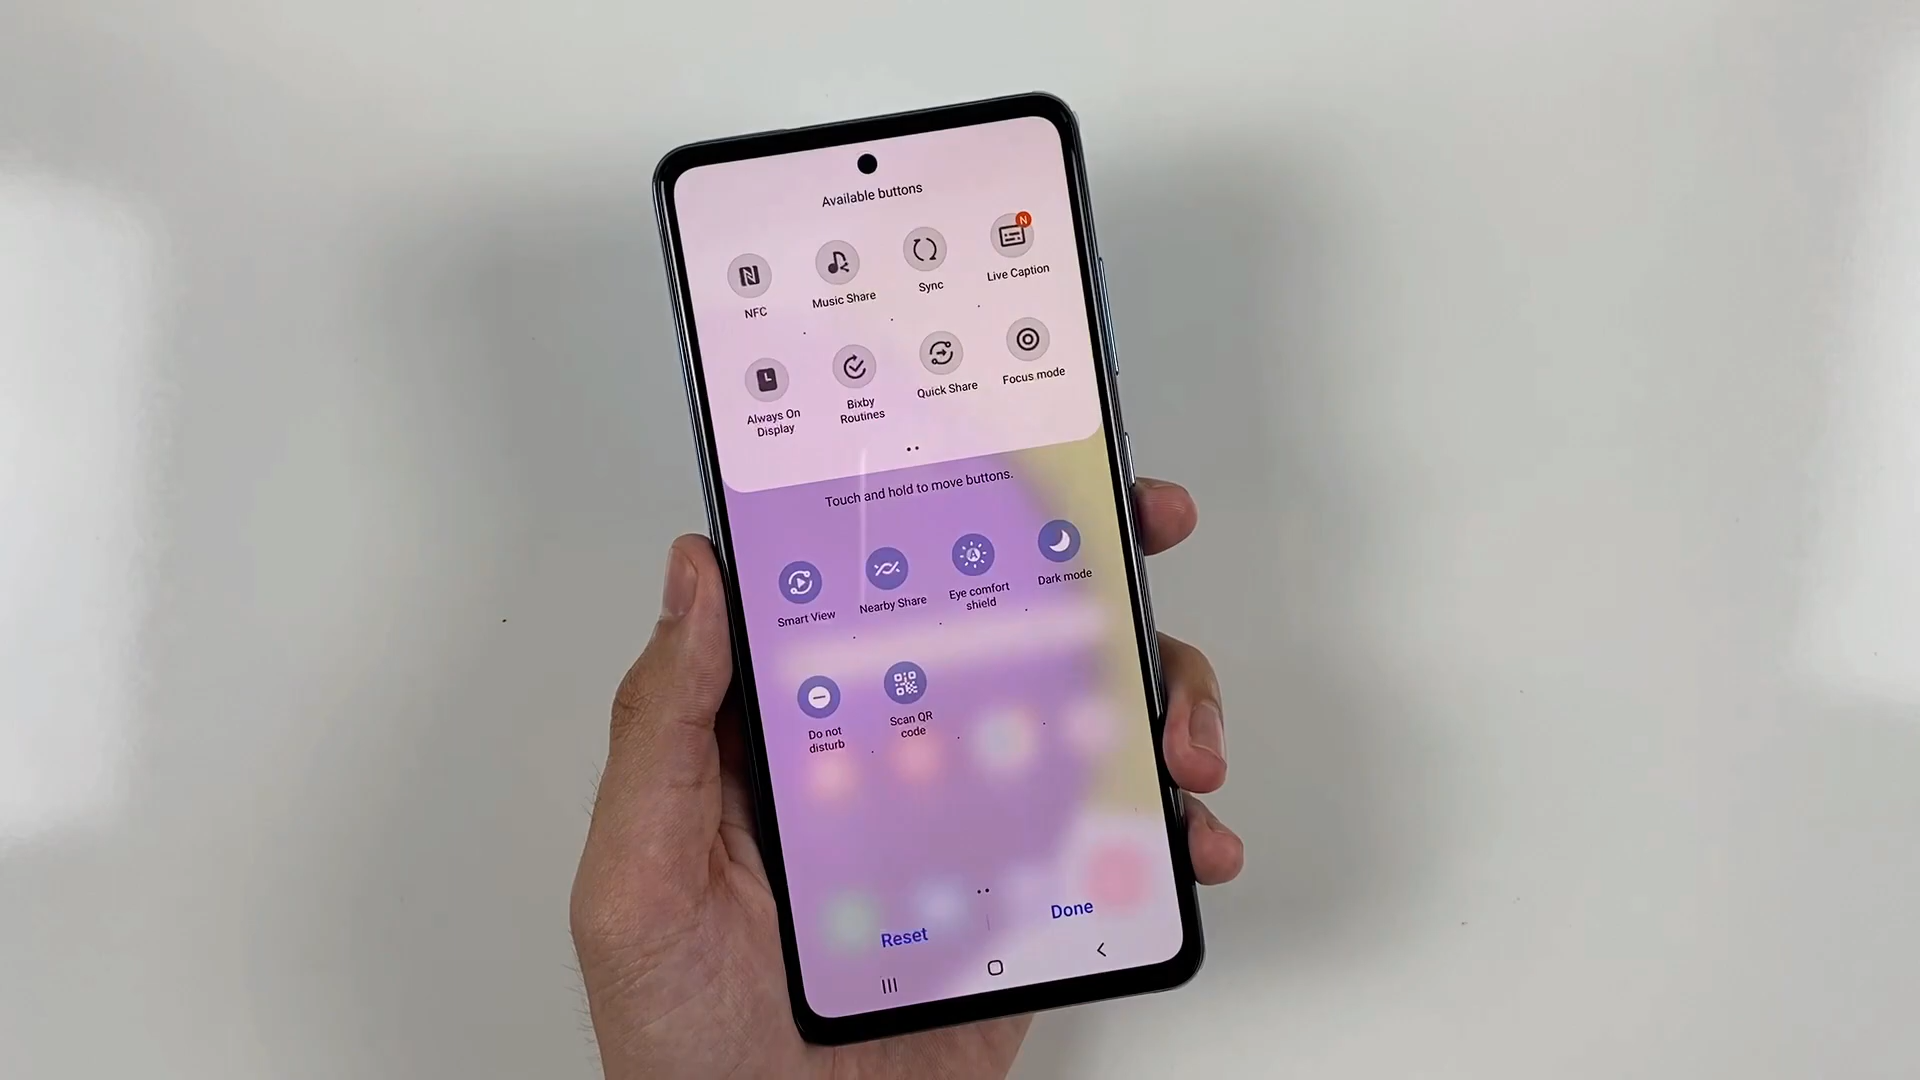 Available buttons
N
NFC
Music Share
Sync
Live Caption
Always On
Display
Bixby
Routines
Quick Share
Focus mode
Touch and hold to move buttons.
Smart View
Nearby Share
A
Eye comfort
shield
Dark mode
Do not
disturb
Scan QR
code
Reset
Done